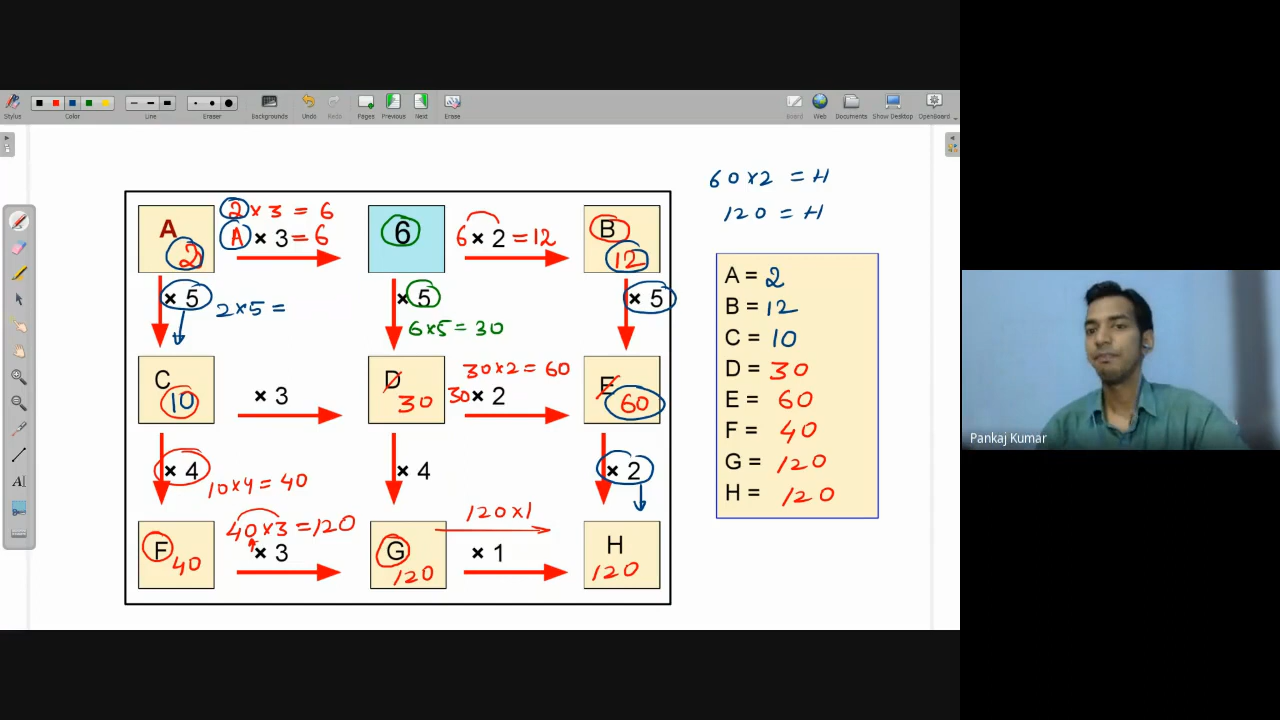 Stylus Color Line Eraser Backgrounds Undo Redo Pages Previous Next Erase Board Web Documents Show Desktop OpenBoard
60 × 2 = H
120 = H
2 × 3 = 6
A × 3 = 6
6
6 × 2 = 12
B
2
12
× 5
2 × 5 =
× 5
6 × 5 = 30
× 5
C
10
× 3
D
30
30 × 2 = 60
30 × 2
E
60
× 4
10 × 4 = 40
× 4
× 2
F
40
40 × 3 = 120
× 3
G
120
120 × 1
× 1
H
120
A = 2
B = 12
C = 10
D = 30
E = 60
F = 40
G = 120
H = 120
Pankaj Kumar